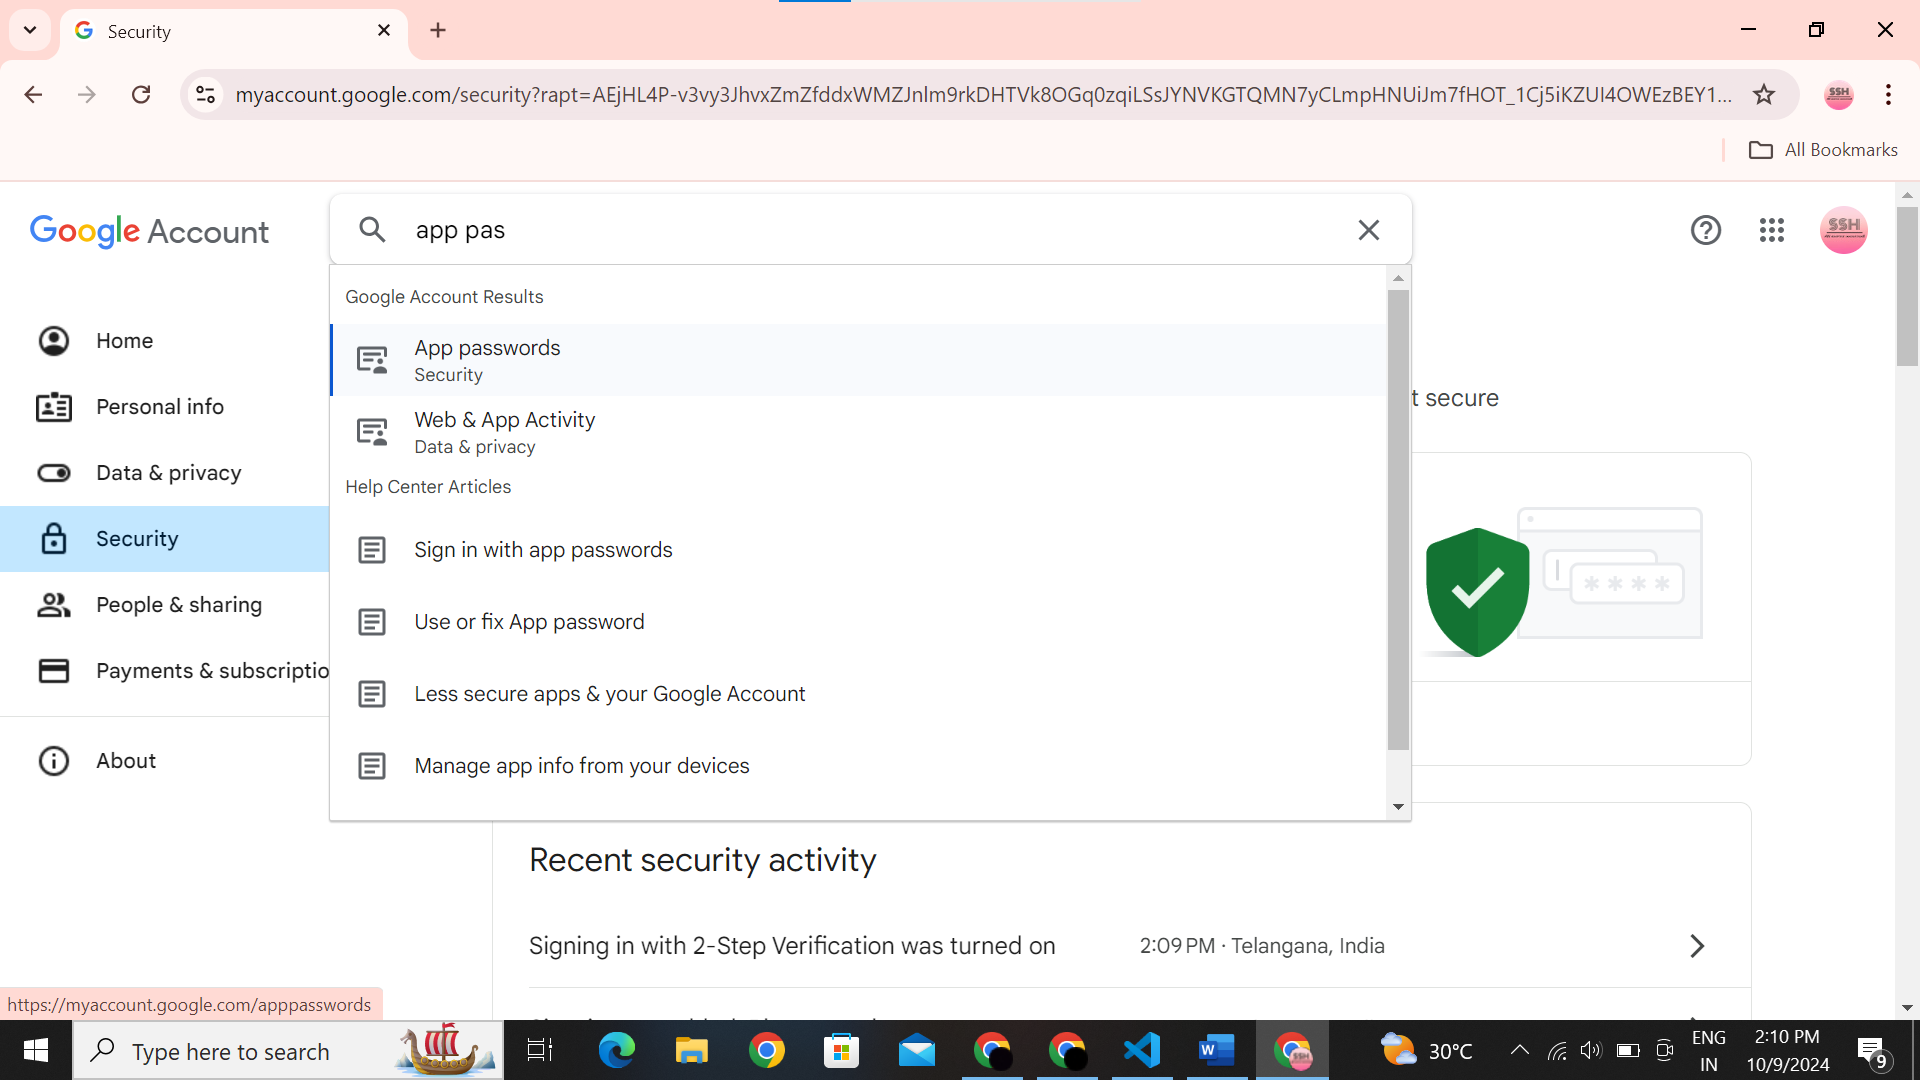 Security
myaccount.google.com/security?rapt=AEjHL4P-v3vy3JhvxZmZfddxWMZJnlm9rkDHTVk8OGq0zqiLSsJYNVKGTQMN7yCLmpHNUiJm7fHOT_1Cj5iKZUI4OWEzBEY1...
SSH
All Bookmarks
Google Account
app pas
SSH
Google Account Results
App passwords
Security
Web & App Activity
Data & privacy
Help Center Articles
Sign in with app passwords
Use or fix App password
Less secure apps & your Google Account
Manage app info from your devices
Home
Personal info
Data & privacy
Security
People & sharing
Payments & subscriptio
About
t secure
Recent security activity
Signing in with 2-Step Verification was turned on
2:09 PM · Telangana, India
https://myaccount.google.com/apppasswords
Type here to search
30°C
ENG
IN
2:10 PM
10/9/2024
9